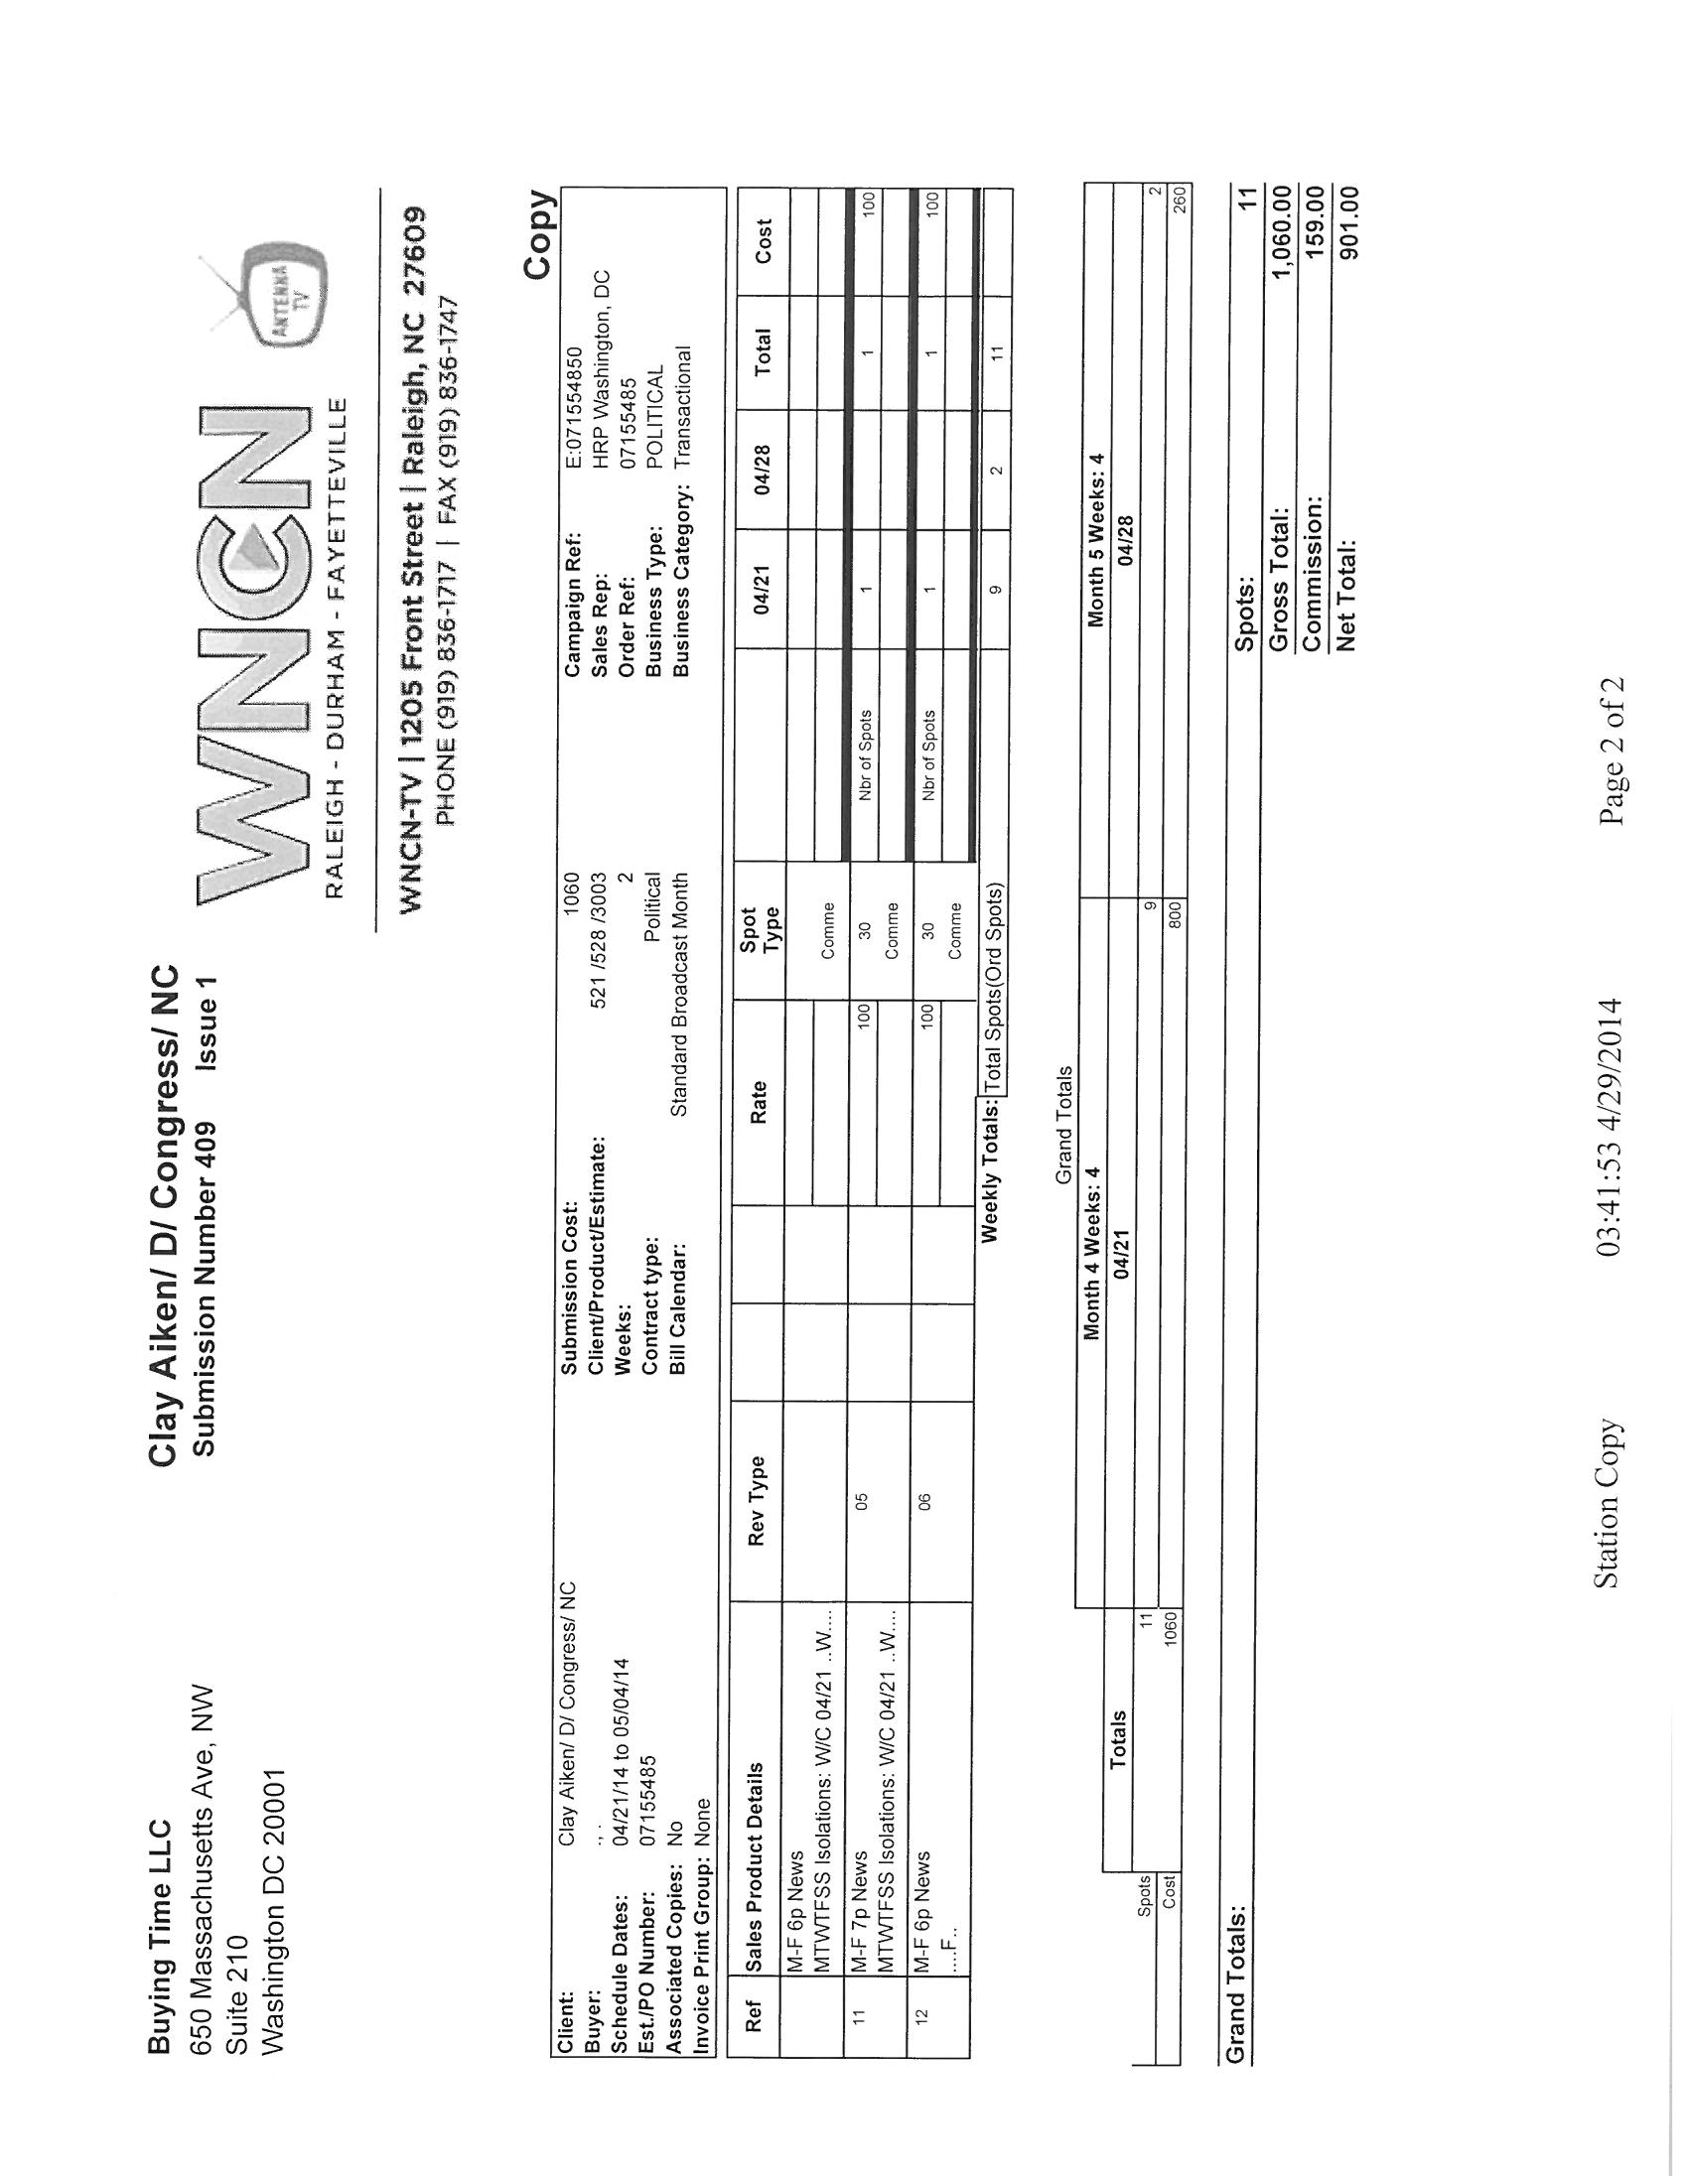 Buying Time LLC
650 Massachusetts Ave, NW
Suite 210
Washington DC 20001
Clay Aiken/ D/ Congress/ NC
Submission Number 409 Issue 1
WNCN
RALEIGH - DURHAM - FAYETTEVILLE
ANTENNA TV
WNCN-TV | 1205 Front Street | Raleigh, NC 27609
PHONE (919) 836-1717 | FAX (919) 836-1747
Copy
Client: Clay Aiken/ D/ Congress/ NC Submission Cost: 1060 Campaign Ref: E:071554850
Buyer: ., . Client/Product/Estimate: 521 /528 /3003 Sales Rep: HRP Washington, DC
Schedule Dates: 04/21/14 to 05/04/14 Weeks: 2 Order Ref: 07155485
Est./PO Number: 07155485 Contract type: Political Business Type: POLITICAL
Associated Copies: No Bill Calendar: Standard Broadcast Month Business Category: Transactional
Invoice Print Group: None
Ref Sales Product Details Rev Type Rate Spot Type 04/21 04/28 Total Cost
M-F 6p News
MTWTFSS Isolations: W/C 04/21 ..W.... Comme
11 M-F 7p News 05 100 30 Nbr of Spots 1 1 100
MTWTFSS Isolations: W/C 04/21 ..W.... Comme
12 M-F 6p News 06 100 30 Nbr of Spots 1 1 100
....F.. Comme
Weekly Totals: Total Spots(Ord Spots) 9 2 11
Grand Totals
Month 4 Weeks: 4 Month 5 Weeks: 4
Totals 04/21 04/28
Spots 11 9 2
Cost 1060 800 260
Grand Totals: Spots: 11
Gross Total: 1,060.00
Commission: 159.00
Net Total: 901.00
Station Copy 03:41:53 4/29/2014 Page 2 of 2